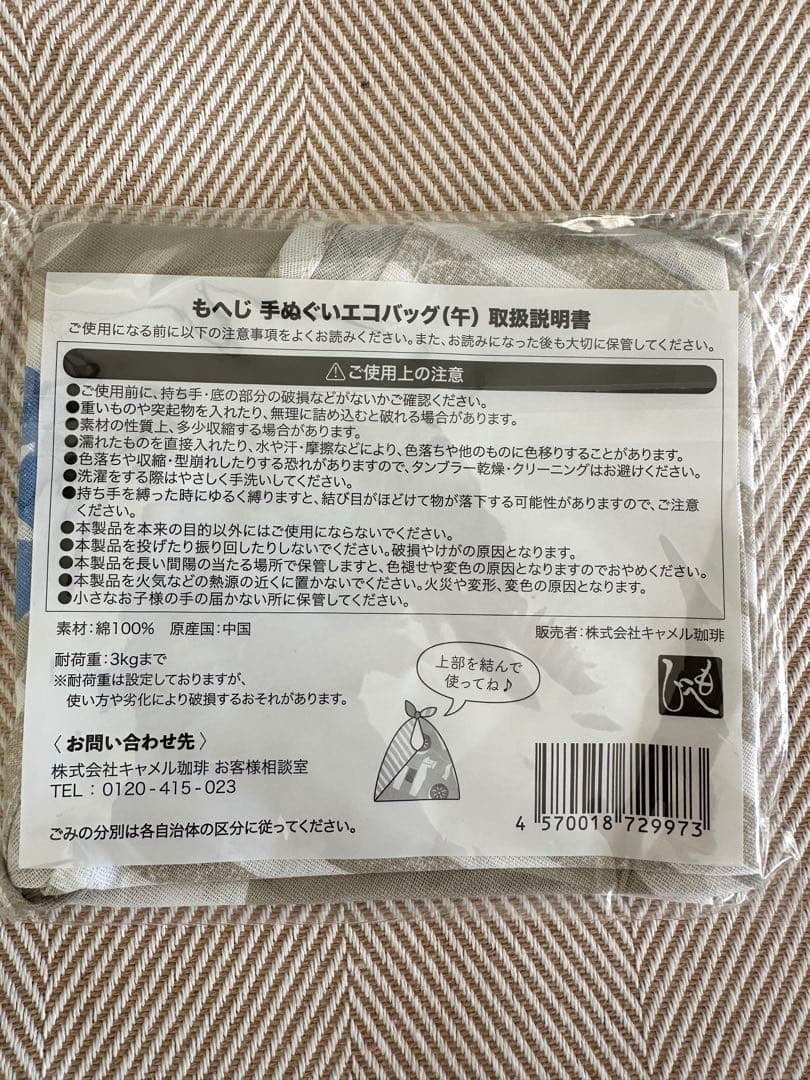 もへじ 手ぬぐいエコバッグ(午) 取扱説明書
ご使用になる前に以下の注意事項をよくお読みください。また、お読みになった後も大切に保管してください。
⚠ご使用上の注意
●ご使用前に、持ち手・底の部分の破損などがないかご確認ください。
●重いものや突起物を入れたり、無理に詰め込むと破れる場合があります。
●素材の性質上、多少収縮する場合があります。
●濡れたものを直接入れたり、水や汗・摩擦などにより、色落ちや他のものに色移りすることがあります。
●色落ちや収縮・型崩れしたりする恐れがありますので、タンブラー乾燥・クリーニングはお避けください。
●洗濯をする際はやさしく手洗いしてください。
●持ち手を縛った時にゆるく縛りますと、結び目がほどけて物が落下する可能性がありますので、ご注意
ください。
●本製品を本来の目的以外にはご使用にならないでください。
●本製品を投げたり振り回したりしないでください。破損やけがの原因となります。
●本製品を長い間陽の当たる場所で保管しますと、色褪せや変色の原因となりますのでおやめください。
●本製品を火気などの熱源の近くに置かないでください。火災や変形、変色の原因となります。
●小さなお子様の手の届かない所に保管してください。
素材:綿100% 原産国:中国
販売者:株式会社キャメル珈琲
耐荷重:3kgまで
※耐荷重は設定しておりますが、
使い方や劣化により破損するおそれがあります。
上部を結んで
使ってね♪
もへじ
〈お問い合わせ先〉
株式会社キャメル珈琲 お客様相談室
TEL:0120-415-023
ごみの分別は各自治体の区分に従ってください。
4 570018 729973